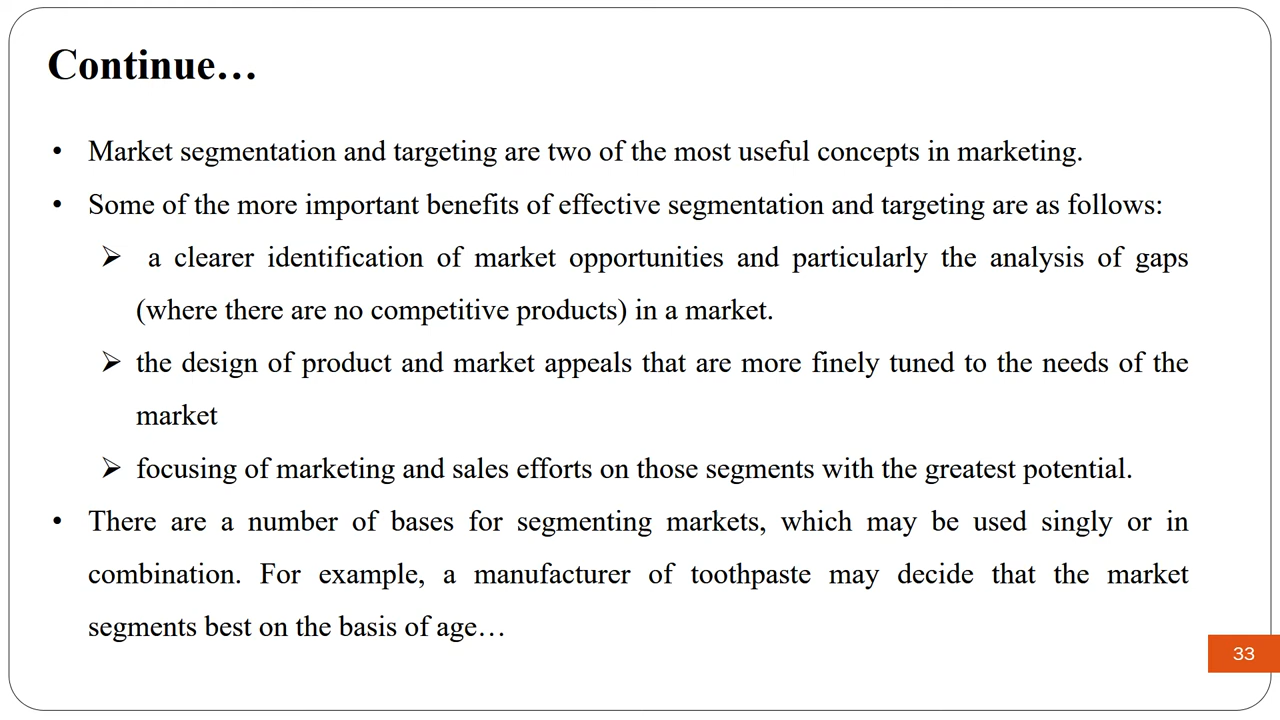 Continue…
• Market segmentation and targeting are two of the most useful concepts in marketing.
• Some of the more important benefits of effective segmentation and targeting are as follows:
➢ a clearer identification of market opportunities and particularly the analysis of gaps
(where there are no competitive products) in a market.
➢ the design of product and market appeals that are more finely tuned to the needs of the
market
➢ focusing of marketing and sales efforts on those segments with the greatest potential.
• There are a number of bases for segmenting markets, which may be used singly or in
combination. For example, a manufacturer of toothpaste may decide that the market
segments best on the basis of age…
33